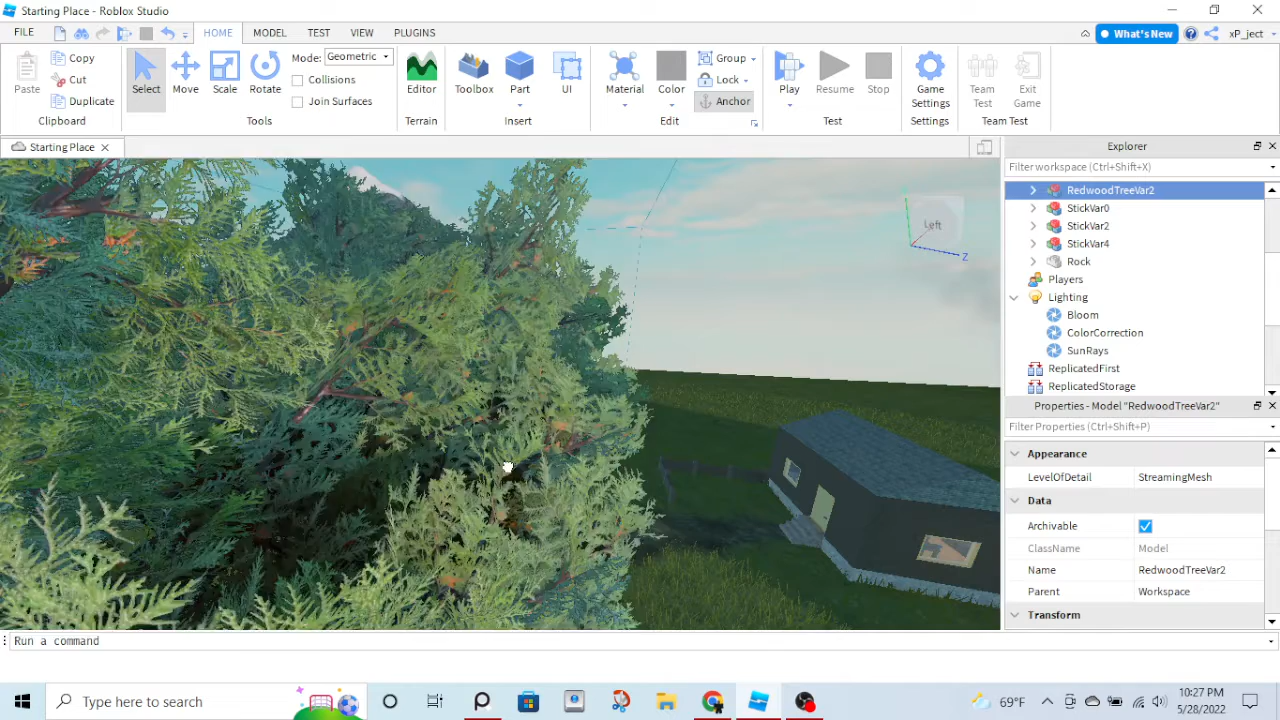 Starting Place - Roblox Studio
FILE HOME MODEL TEST VIEW PLUGINS What's New xP_ject
Paste Copy Cut Duplicate Clipboard
Select Move Scale Rotate Mode: Geometric Collisions Join Surfaces Tools
Editor Terrain
Toolbox Part UI Insert
Material Color Group Lock Anchor Edit
Play Resume Stop Test
Game Settings Settings
Team Test Exit Game Team Test
Starting Place
Left
Z
Explorer
Filter workspace (Ctrl+Shift+X)
RedwoodTreeVar2
StickVar0
StickVar2
StickVar4
Rock
Players
Lighting
Bloom
ColorCorrection
SunRays
ReplicatedFirst
ReplicatedStorage
Properties - Model "RedwoodTreeVar2"
Filter Properties (Ctrl+Shift+P)
Appearance
LevelOfDetail StreamingMesh
Data
Archivable
ClassName Model
Name RedwoodTreeVar2
Parent Workspace
Transform
Run a command
Type here to search
69°F
10:27 PM
5/28/2022